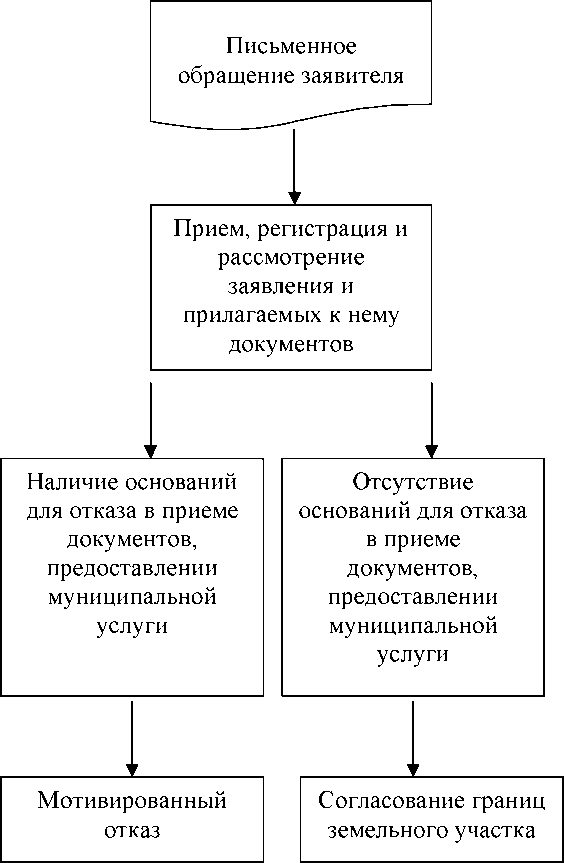 Письменное
обращение заявителя
Прием, регистрация и
рассмотрение
заявления и
прилагаемых к нему
документов
Наличие оснований
для отказа в приеме
документов,
предоставлении
муниципальной
услуги
Отсутствие
оснований для отказа
в приеме
документов,
предоставлении
муниципальной
услуги
Мотивированный
отказ
Согласование границ
земельного участка